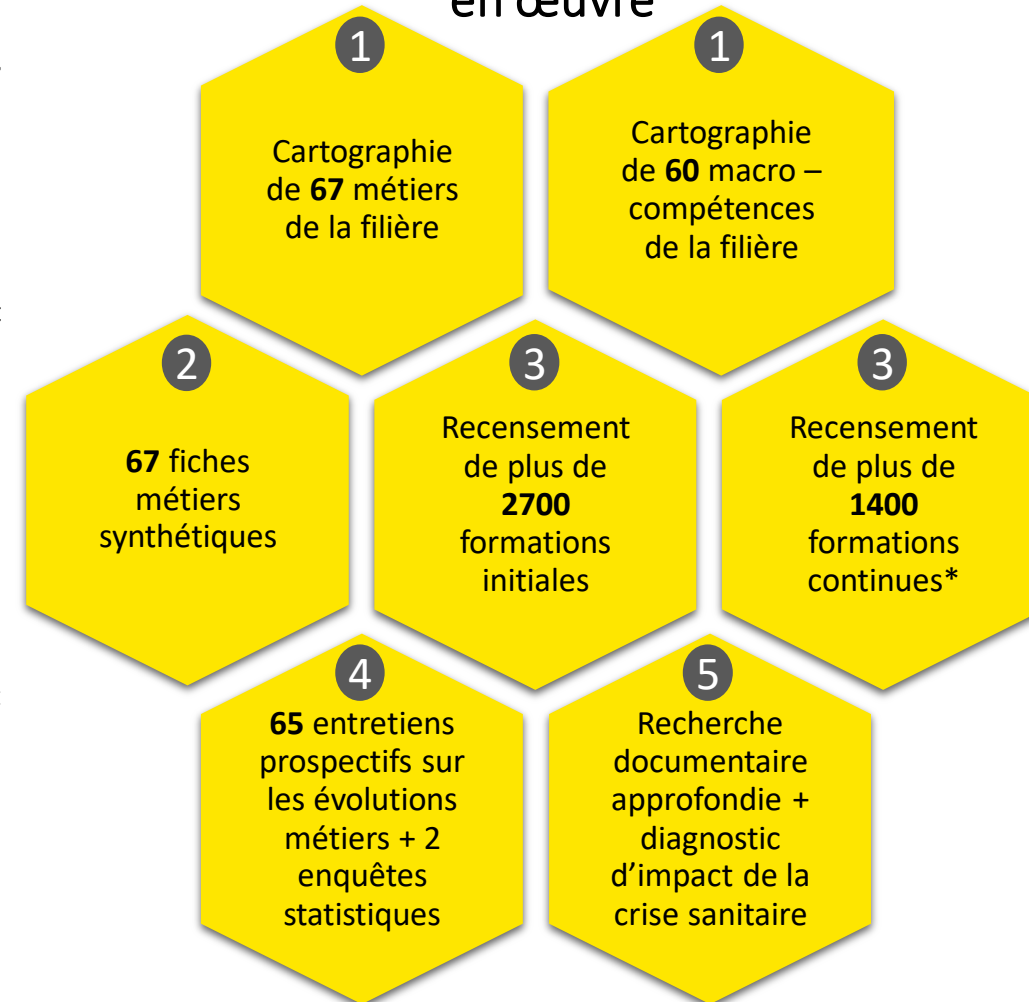 en œuvre
1
Cartographie
de 67 métiers
de la filière
1
Cartographie
de 60 macro –
compétences
de la filière
2
67 fiches
métiers
synthétiques
3
Recensement
de plus de
2700
formations
initiales
3
Recensement
de plus de
1400
formations
continues*
4
65 entretiens
prospectifs sur
les évolutions
métiers + 2
enquêtes
statistiques
5
Recherche
documentaire
approfondie +
diagnostic
d’impact de la
crise sanitaire